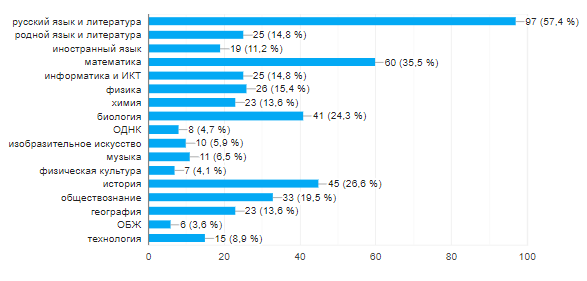 русский язык и литература 97 (57,4 %)
родной язык и литература 25 (14,8 %)
иностранный язык 19 (11,2 %)
математика 60 (35,5 %)
информатика и ИКТ 25 (14,8 %)
физика 26 (15,4 %)
химия 23 (13,6 %)
биология 41 (24,3 %)
ОДНК 8 (4,7 %)
изобразительное искусство 10 (5,9 %)
музыка 11 (6,5 %)
физическая культура 7 (4,1 %)
история 45 (26,6 %)
обществознание 33 (19,5 %)
география 23 (13,6 %)
ОБЖ 6 (3,6 %)
технология 15 (8,9 %)
0 20 40 60 80 100